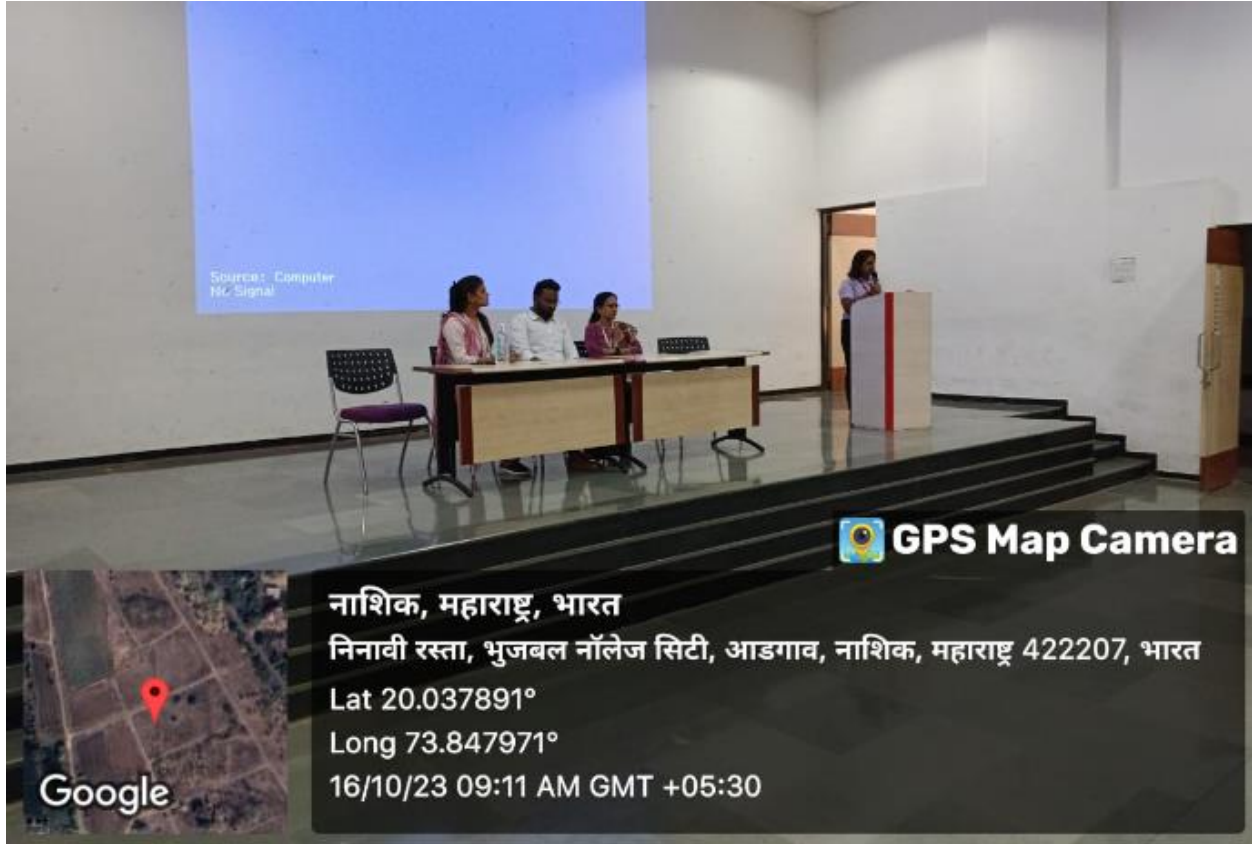 Source: Computer
No Signal
GPS Map Camera
नाशिक, महाराष्ट्र, भारत
निनावी रस्ता, भुजबल नॉलेज सिटी, आडगाव, नाशिक, महाराष्ट्र 422207, भारत
Lat 20.037891°
Long 73.847971°
16/10/23 09:11 AM GMT +05:30
Google